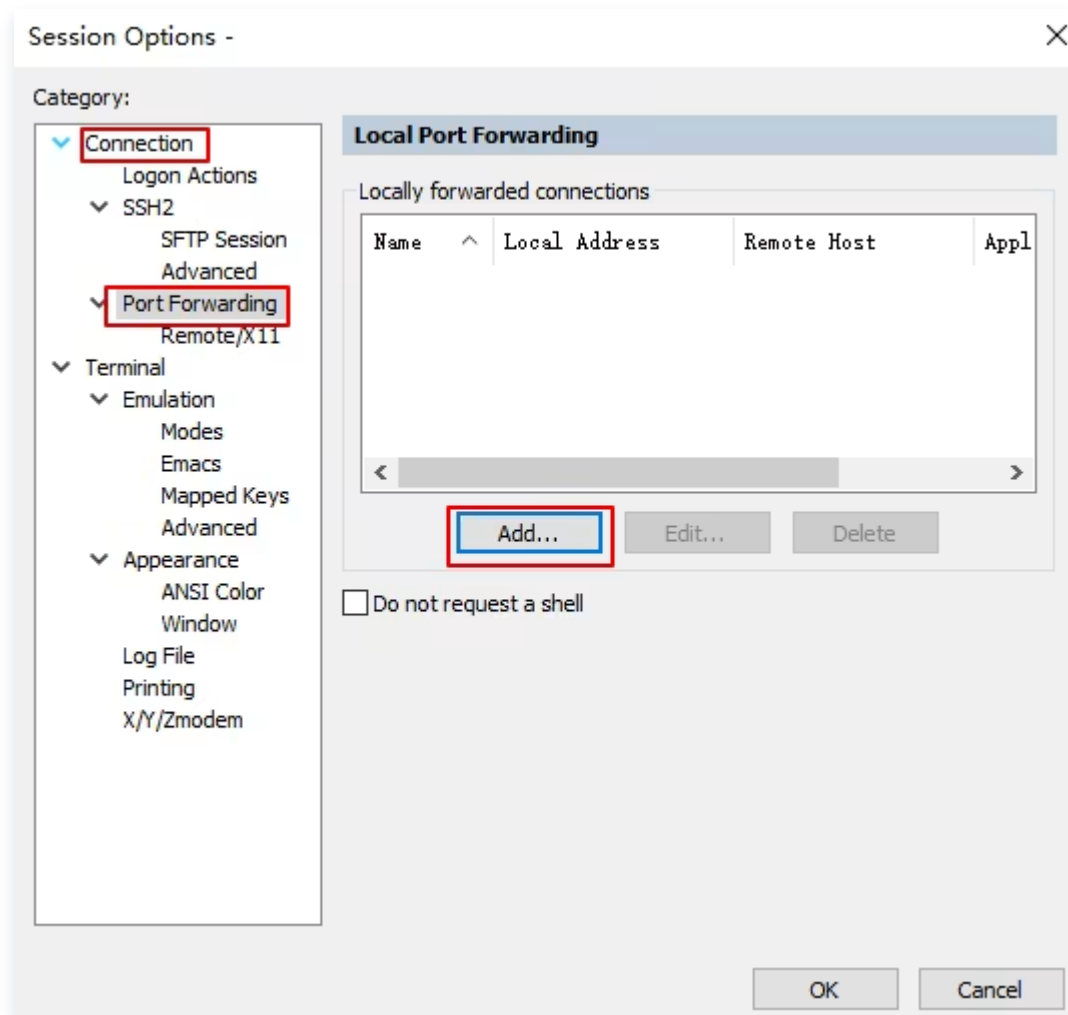 Session Options -
Category:
Connection
Logon Actions
SSH2
SFTP Session
Advanced
Port Forwarding
Remote/X11
Terminal
Emulation
Modes
Emacs
Mapped Keys
Advanced
Appearance
ANSI Color
Window
Log File
Printing
X/Y/Zmodem
Local Port Forwarding
Locally forwarded connections
Name Local Address Remote Host Appl
Add... Edit... Delete
Do not request a shell
OK Cancel